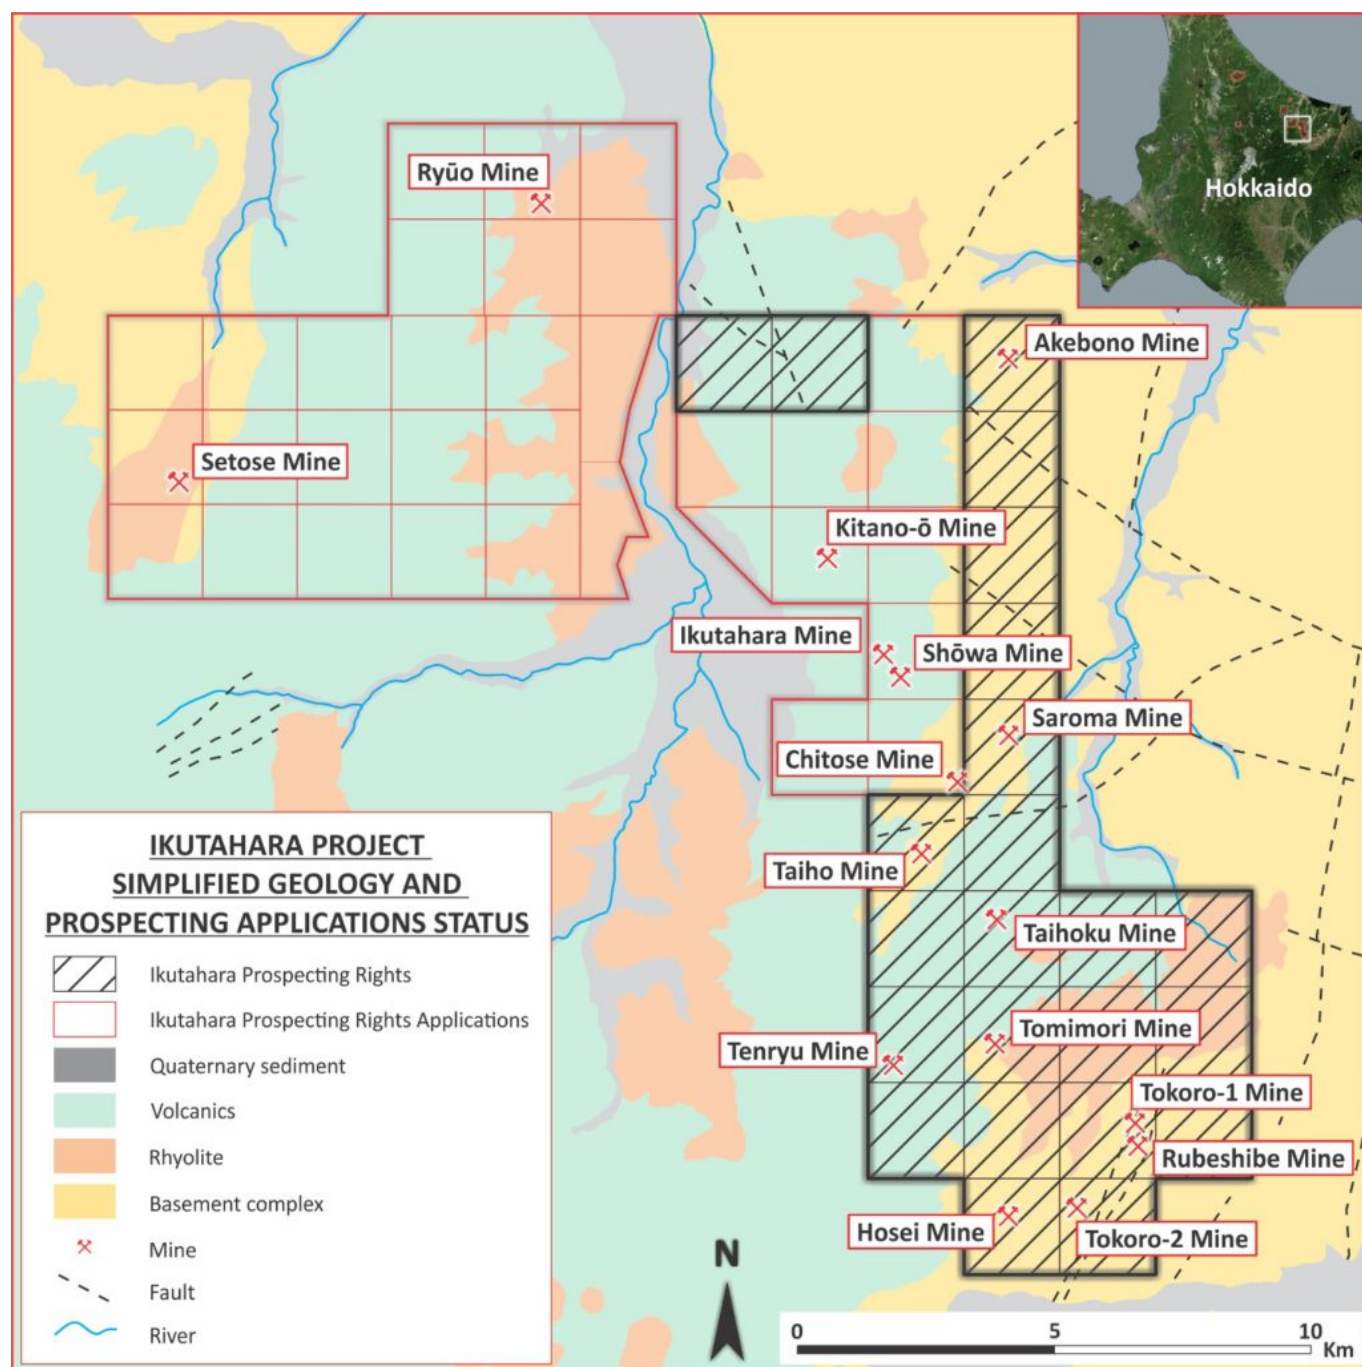 Hokkaido
Ryūo Mine
Akebono Mine
Setose Mine
Kitano-ō Mine
Ikutahara Mine
Shōwa Mine
Saroma Mine
Chitose Mine
Taiho Mine
Taihoku Mine
Tomimori Mine
Tenryu Mine
Tokoro-1 Mine
Rubeshibe Mine
Hosei Mine
Tokoro-2 Mine
IKUTAHARA PROJECT
SIMPLIFIED GEOLOGY AND
PROSPECTING APPLICATIONS STATUS
Ikutahara Prospecting Rights
Ikutahara Prospecting Rights Applications
Quaternary sediment
Volcanics
Rhyolite
Basement complex
Mine
Fault
River
N
0 5 10
Km